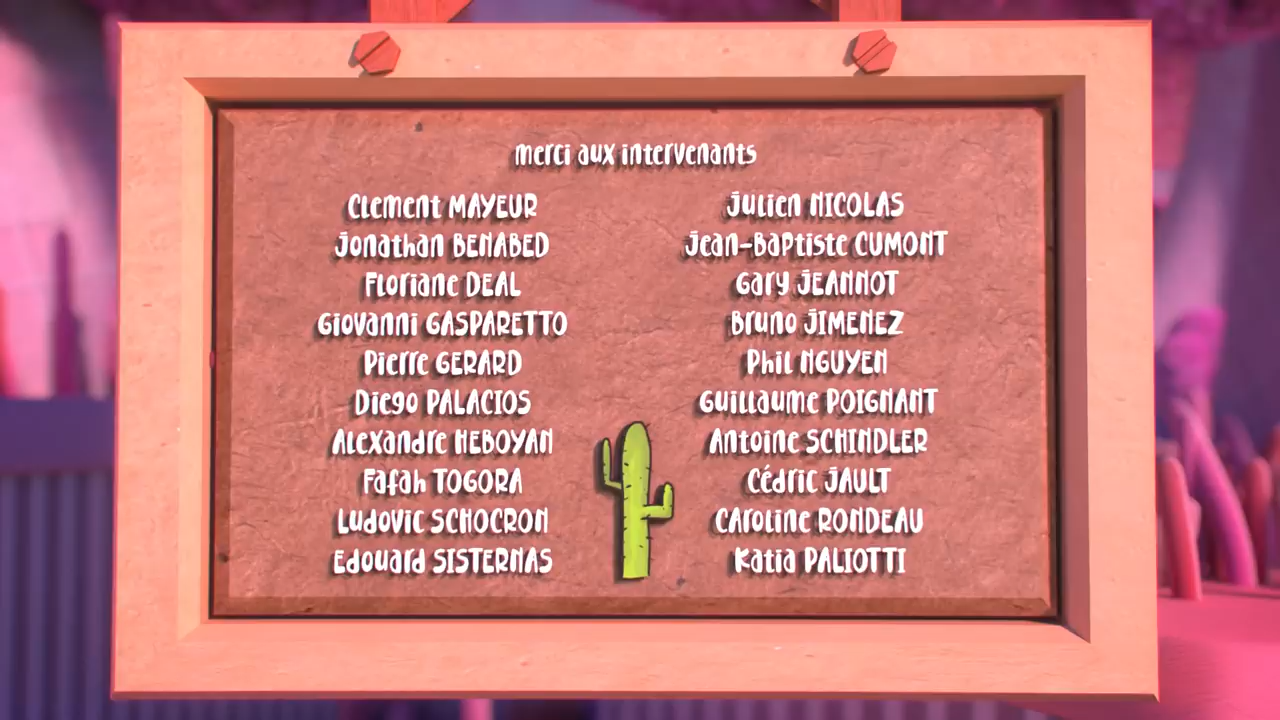 merci aux intervenants
Clement MAYEUR
Jonathan BENABED
Floriane DEAL
Giovanni GASPARETTO
Pierre GERARD
Diego PALACIOS
Alexandre HEBOYAN
Fafah TOGORA
Ludovic SCHOCRON
Edouard SISTERNAS
Julien NICOLAS
Jean-Baptiste CUMONT
Gary JEANNOT
Bruno JIMENEZ
Phil NGUYEN
Guillaume POIGNANT
Antoine SCHINDLER
Cédric JAULT
CAroline RONDEAU
Katia PALIOTTI